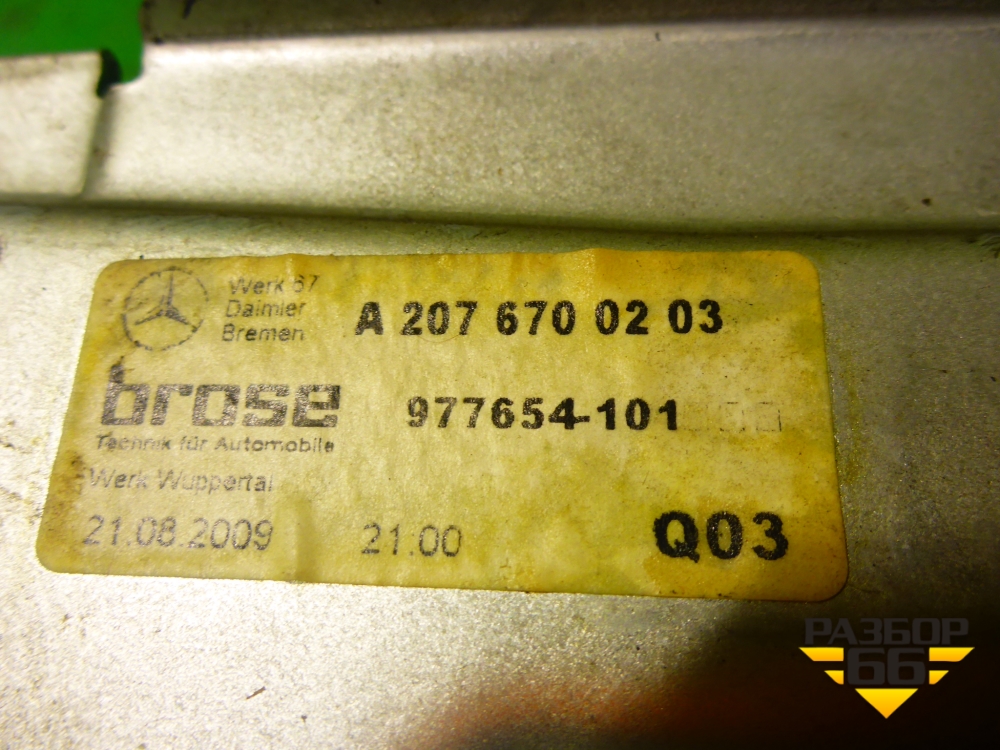 Werk 67
Daimler
Bremen
A 207 670 02 03
brose
977654-101
Technik für Automobile
Werk Wuppertal
21.08.2009 21.00 Q03
РАЗБОР
66